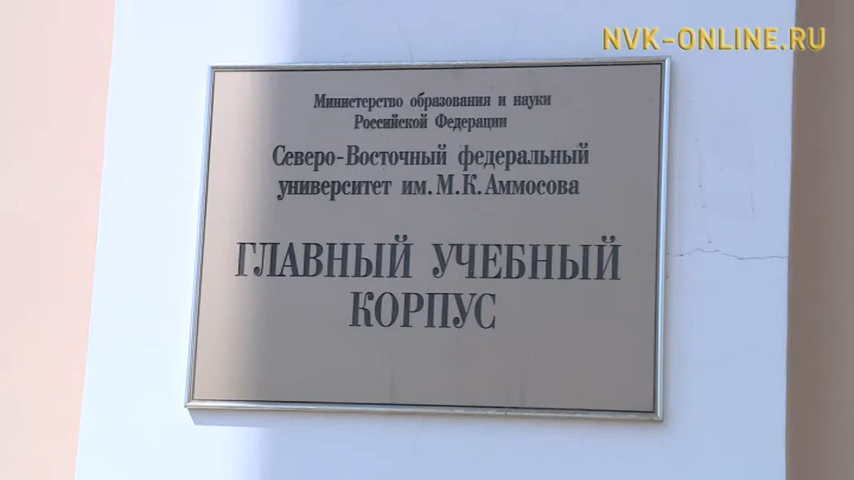 NVK-ONLINE.RU
Министерство образования и науки
Российской Федерации
Северо-Восточный федеральный
университет им. М.К. Аммосова
ГЛАВНЫЙ УЧЕБНЫЙ
КОРПУС